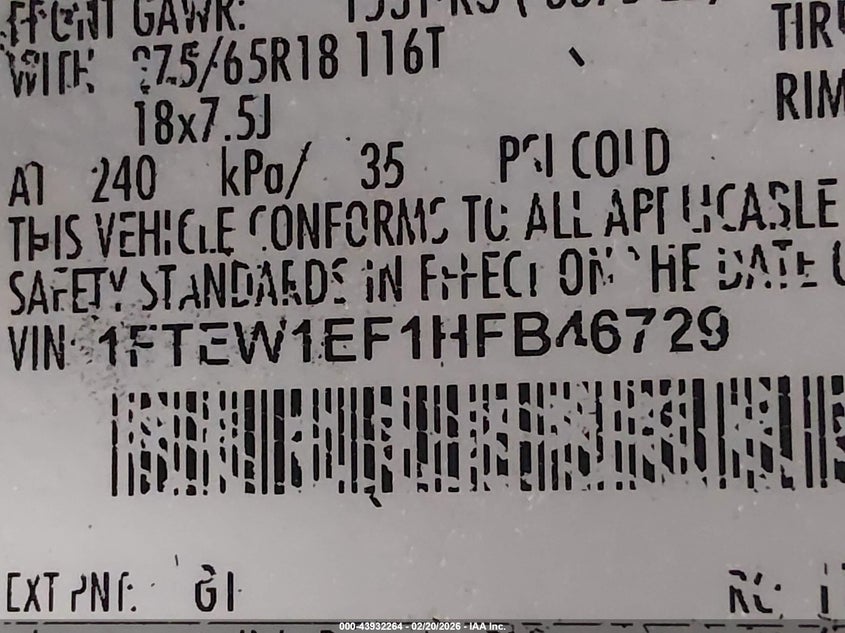 FRONT GAWR:
WITH 275/65R18 116T TIR
18x7.5J RIM
AT 240 kPa/ 35 PSI COLD
THIS VEHICLE CONFORMS TO ALL APPLICABLE
SAFETY STANDARDS IN EFFECT ON THE DATE O
VIN: 1FTEW1EF1HFB46729
EXT PNT: G1
000-43932264 - 02/20/2026 - IAA Inc.